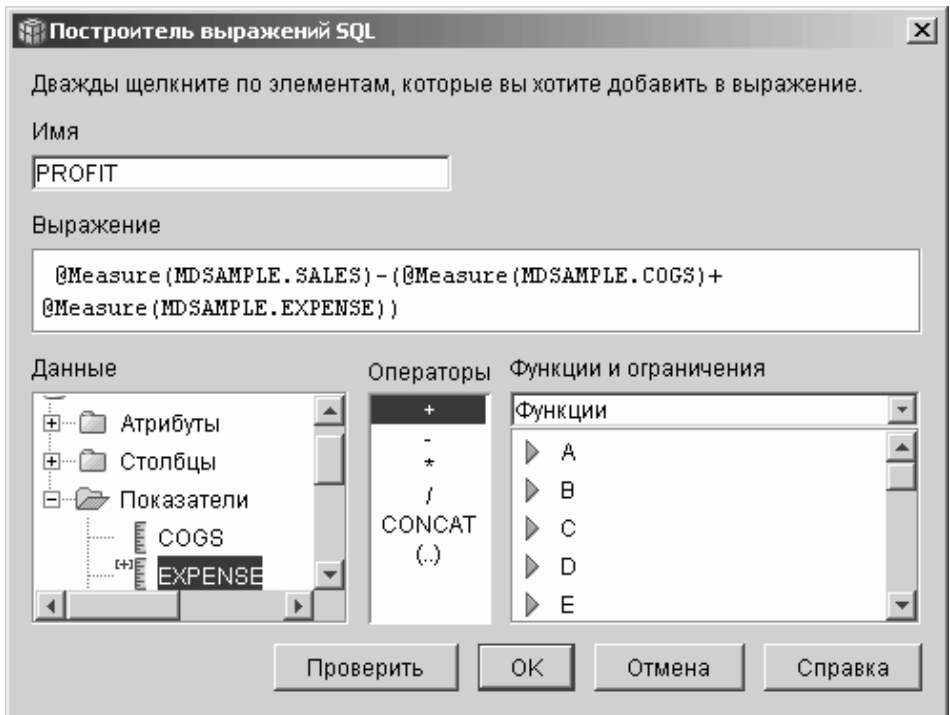 Построитель выражений SQL
Дважды щелкните по элементам, которые вы хотите добавить в выражение.
Имя
PROFIT
Выражение
@Measure(MDSAMPLE.SALES)-(@Measure(MDSAMPLE.COGS)+
@Measure(MDSAMPLE.EXPENSE))
Данные
Атрибуты
Столбцы
Показатели
COGS
EXPENSE
Операторы
+
-
*
/
CONCAT
(..)
Функции и ограничения
Функции
A
B
C
D
E
Проверить
OK
Отмена
Справка